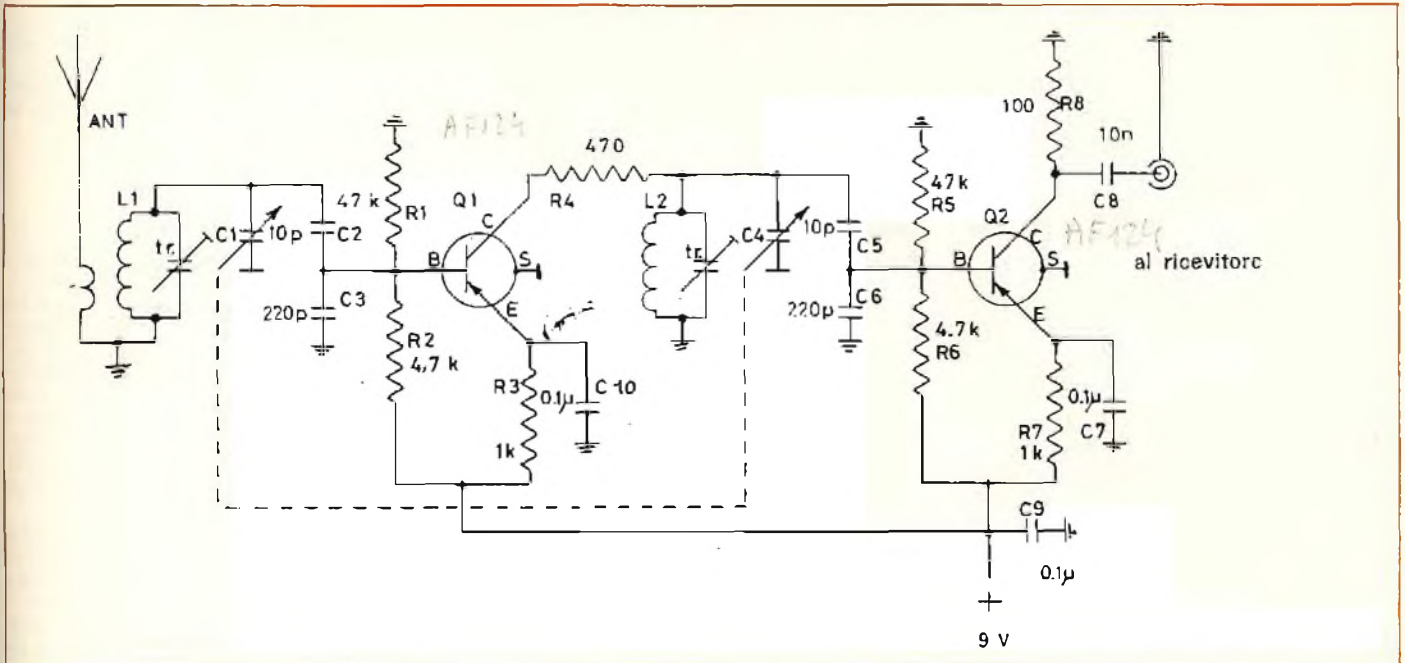 ANT
L1
tr.
C1
10p
C2
C3
220p
47 k
R1
R2
4,7 k
AF124
Q1
C
B
S
E
470
R4
R3
1k
0.1µ
C10
L2
tr.
C4
10p
C5
C6
220p
47k
R5
4.7k
R6
Q2
C
B
S
E
AF124
100
R8
10n
C8
al ricevitore
0.1µ
R7
1k
C7
C9
0.1µ
+
9 V